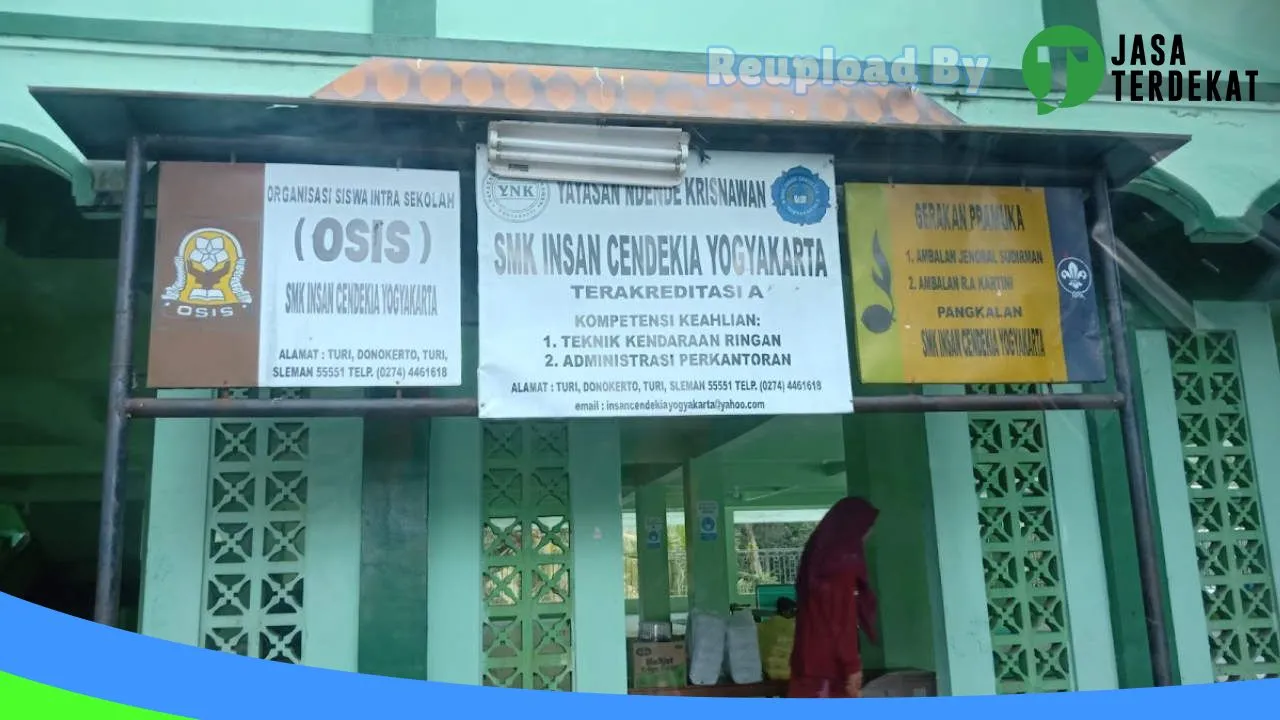 Reupload By
JASA
TERDEKAT
ORGANISASI SISWA INTRA SEKOLAH
(OSIS)
SMK INSAN CENDEKIA YOGYAKARTA
ALAMAT : TURI, DONOKERTO, TURI,
SLEMAN 55551 TELP. (0274) 4461618
OSIS
YNK
YAYASAN NDENDE KRISNAWAN
SMK INSAN CENDEKIA YOGYAKARTA
TERAKREDITASI A
KOMPETENSI KEAHLIAN:
1. TEKNIK KENDARAAN RINGAN
2. ADMINISTRASI PERKANTORAN
ALAMAT : TURI, DONOKERTO, TURI, SLEMAN 55551 TELP. (0274) 4461618
email : insancendekiayogyakarta@yahoo.com
GERAKAN PRAMUKA
1. AMBALAN JENDRAL SUDIRMAN
2. AMBALAN R.A KARTINI
PANGKALAN
SMK INSAN CENDEKIA YOGYAKARTA